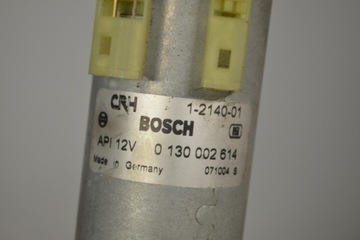 CRH 1-2140-01
BOSCH
API 12V 0 130 002 614
Made in Germany 071004 S